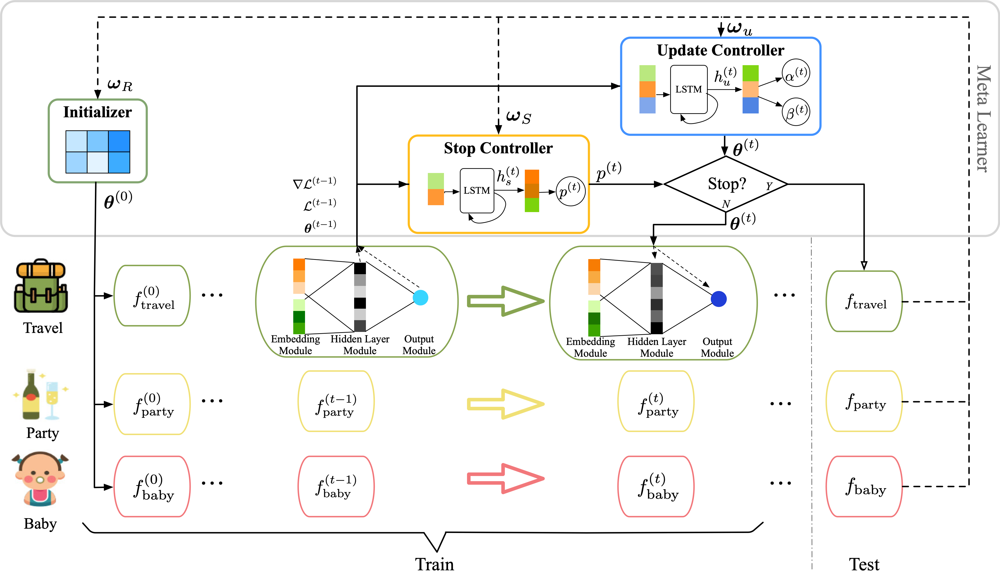 ω_u
Update Controller
LSTM
h_u^(t)
α^(t)
β^(t)
Meta Learner
ω_R
Initializer
ω_S
Stop Controller
LSTM
h_s^(t)
p^(t)
p^(t)
θ^(t)
Stop?
Y
N
θ^(t)
θ^(0)
∇ℒ^(t−1)
ℒ^(t−1)
θ^(t−1)
Travel
f_travel^(0)
...
Embedding Module
Hidden Layer Module
Output Module
Embedding Module
Hidden Layer Module
Output Module
...
f_travel
Party
f_party^(0)
...
f_party^(t−1)
f_party^(t)
...
f_party
Baby
f_baby^(0)
...
f_baby^(t−1)
f_baby^(t)
...
f_baby
Train
Test